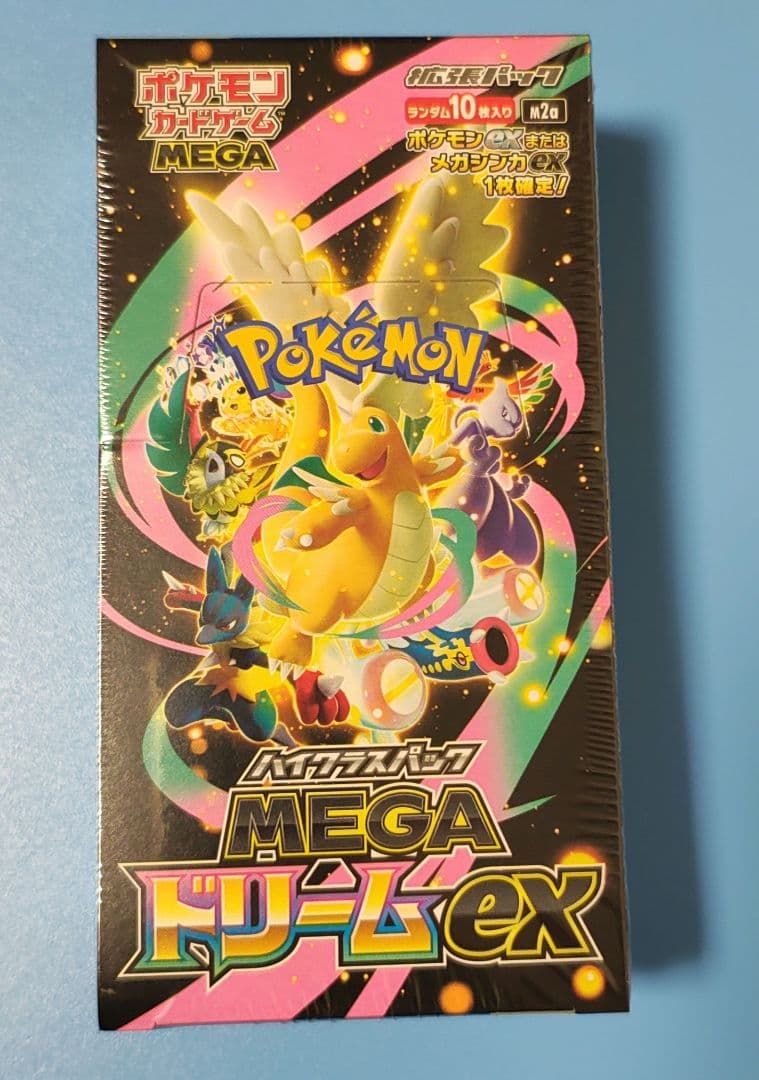 ポケモン
カードゲーム
MEGA
拡張パック
ランダム10枚入り M2a
ポケモンexまたは
メガシンカex
1枚確定!
POKéMON
TM
ハイクラスパック
MEGA
ドリームex